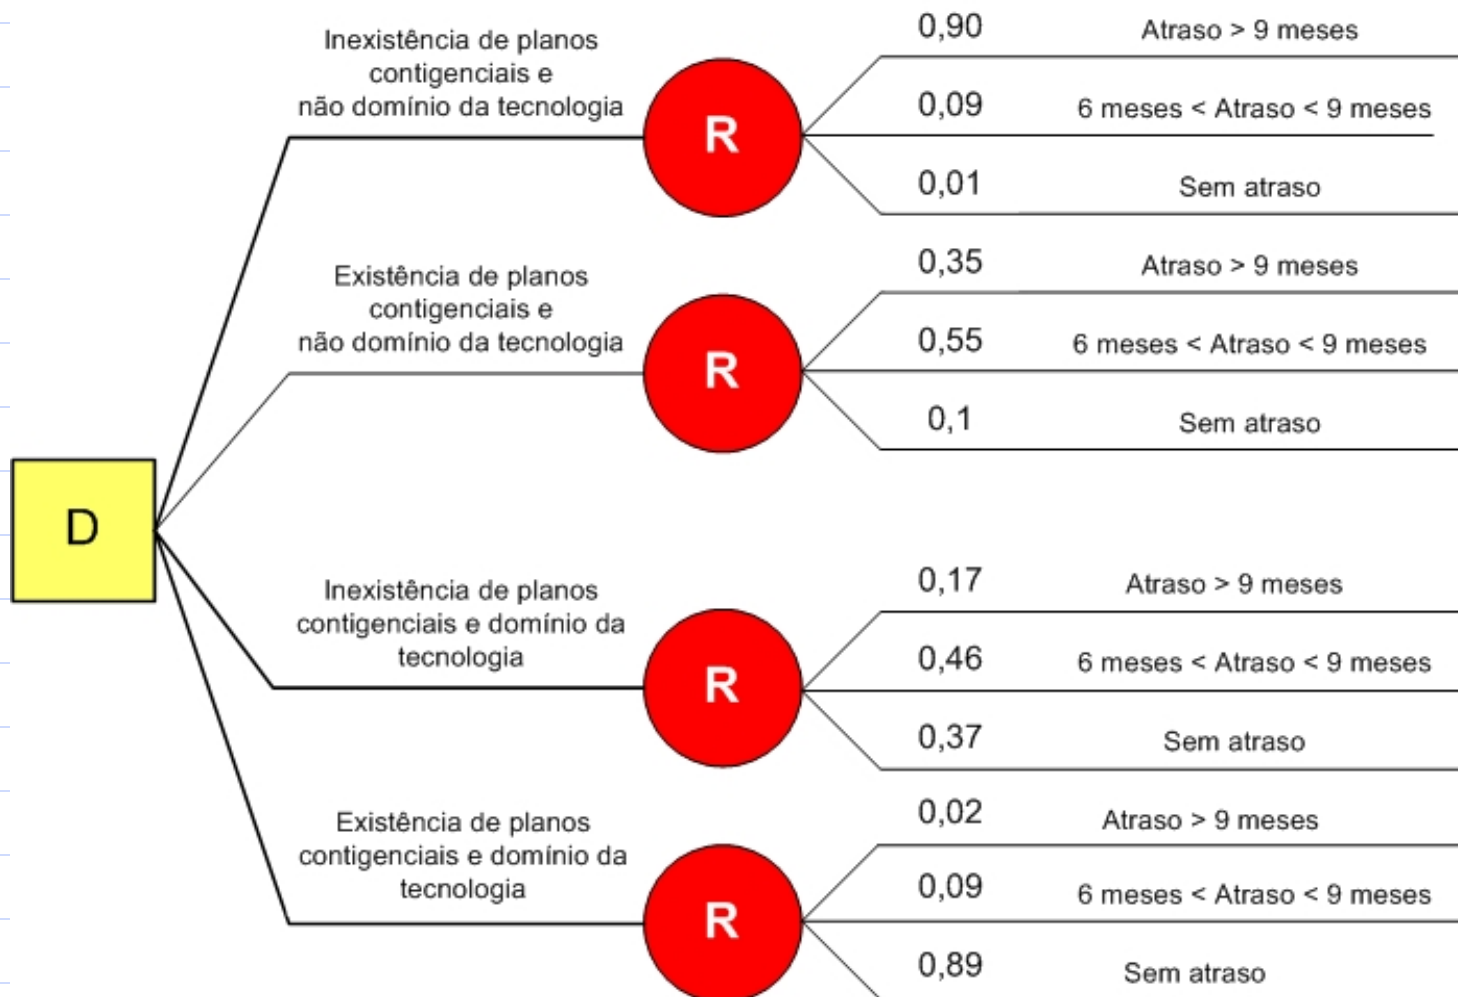 Inexistência de planos
contigenciais e
não domínio da tecnologia
R
0,90 Atraso > 9 meses
0,09 6 meses < Atraso < 9 meses
0,01 Sem atraso
Existência de planos
contigenciais e
não domínio da tecnologia
R
0,35 Atraso > 9 meses
0,55 6 meses < Atraso < 9 meses
0,1 Sem atraso
D
Inexistência de planos
contigenciais e domínio da
tecnologia
R
0,17 Atraso > 9 meses
0,46 6 meses < Atraso < 9 meses
0,37 Sem atraso
Existência de planos
contigenciais e domínio da
tecnologia
R
0,02 Atraso > 9 meses
0,09 6 meses < Atraso < 9 meses
0,89 Sem atraso